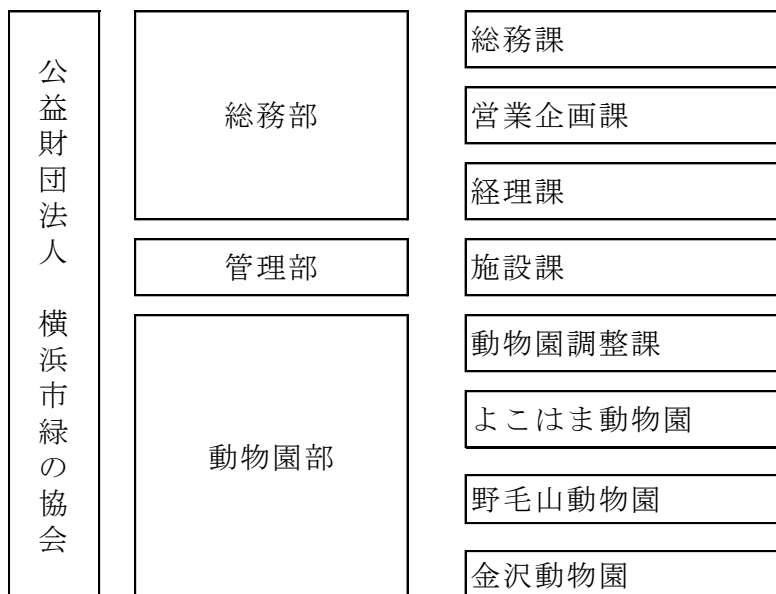 公益財団法人 横浜市緑の協会
総務部
総務課
営業企画課
経理課
管理部
施設課
動物園部
動物園調整課
よこはま動物園
野毛山動物園
金沢動物園